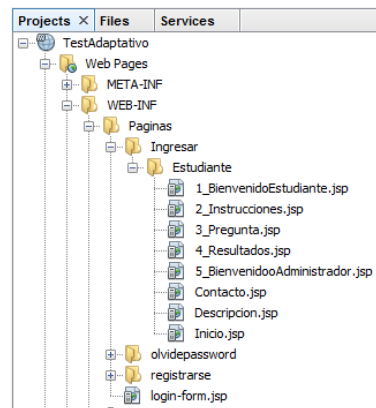 Projects × Files Services
TestAdaptativo
Web Pages
META-INF
WEB-INF
Paginas
Ingresar
Estudiante
1_BienvenidoEstudiante.jsp
2_Instrucciones.jsp
3_Pregunta.jsp
4_Resultados.jsp
5_BienvenidooAdministrador.jsp
Contacto.jsp
Descripcion.jsp
Inicio.jsp
olvidepassword
registrarse
login-form.jsp